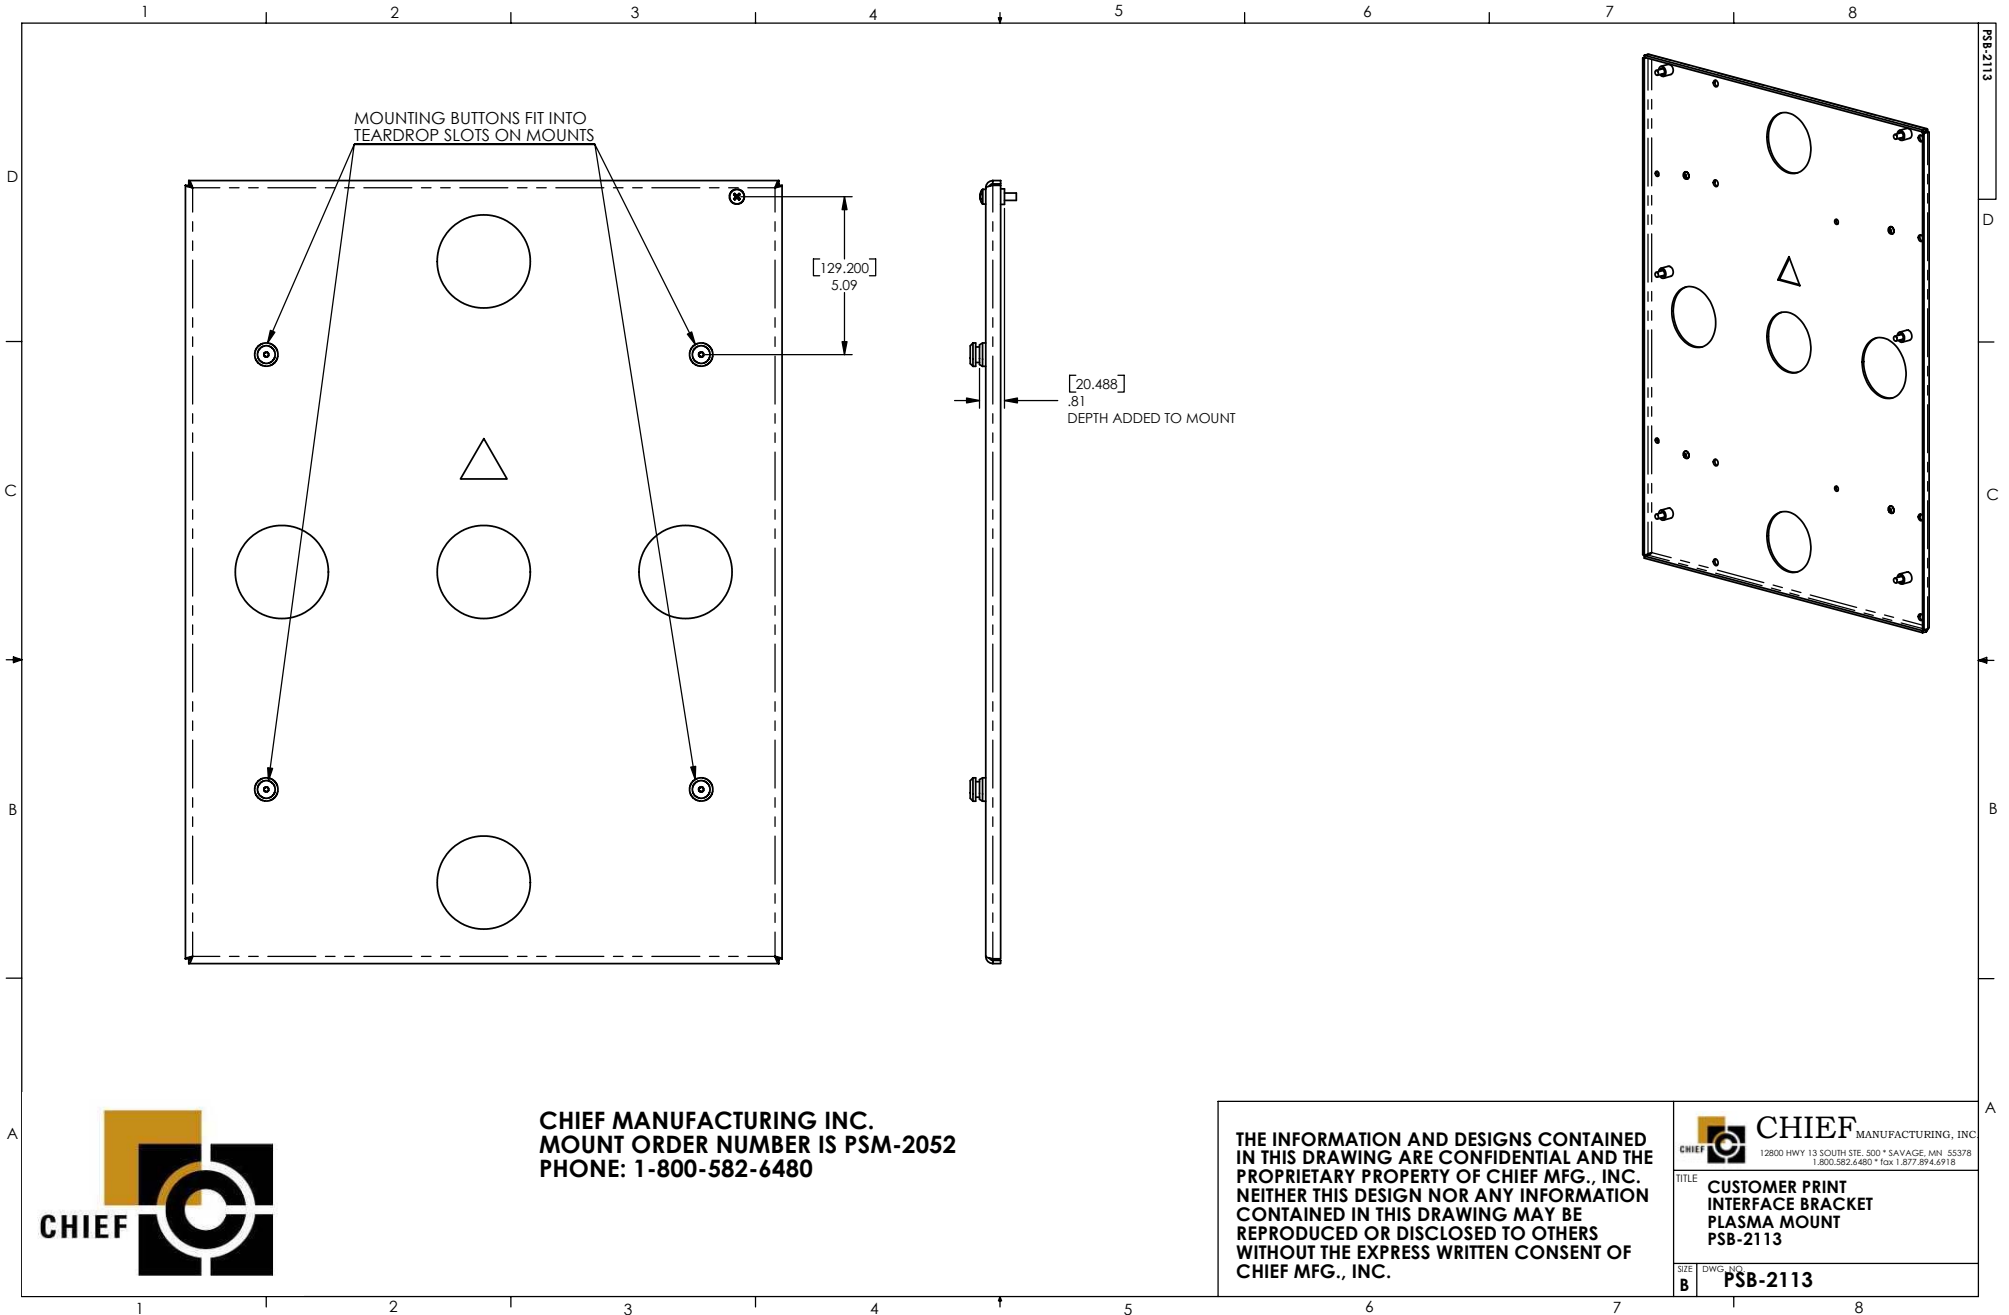 1 2 3 4 5 6 7 8
PSB-2113
MOUNTING BUTTONS FIT INTO
TEARDROP SLOTS ON MOUNTS
D
D
[129.200]
5.09
[20.488]
.81
DEPTH ADDED TO MOUNT
C
C
B
B
A
A
CHIEF
CHIEF MANUFACTURING INC.
MOUNT ORDER NUMBER IS PSM-2052
PHONE: 1-800-582-6480
THE INFORMATION AND DESIGNS CONTAINED
IN THIS DRAWING ARE CONFIDENTIAL AND THE
PROPRIETARY PROPERTY OF CHIEF MFG., INC.
NEITHER THIS DESIGN NOR ANY INFORMATION
CONTAINED IN THIS DRAWING MAY BE
REPRODUCED OR DISCLOSED TO OTHERS
WITHOUT THE EXPRESS WRITTEN CONSENT OF
CHIEF MFG., INC.
CHIEF
CHIEF MANUFACTURING, INC.
12800 HWY 13 SOUTH STE. 500 * SAVAGE, MN 55378
1.800.582.6480 * fax 1.877.894.6918
TITLE
CUSTOMER PRINT
INTERFACE BRACKET
PLASMA MOUNT
PSB-2113
SIZE
B
DWG. NO.
PSB-2113
1 2 3 4 5 6 7 8